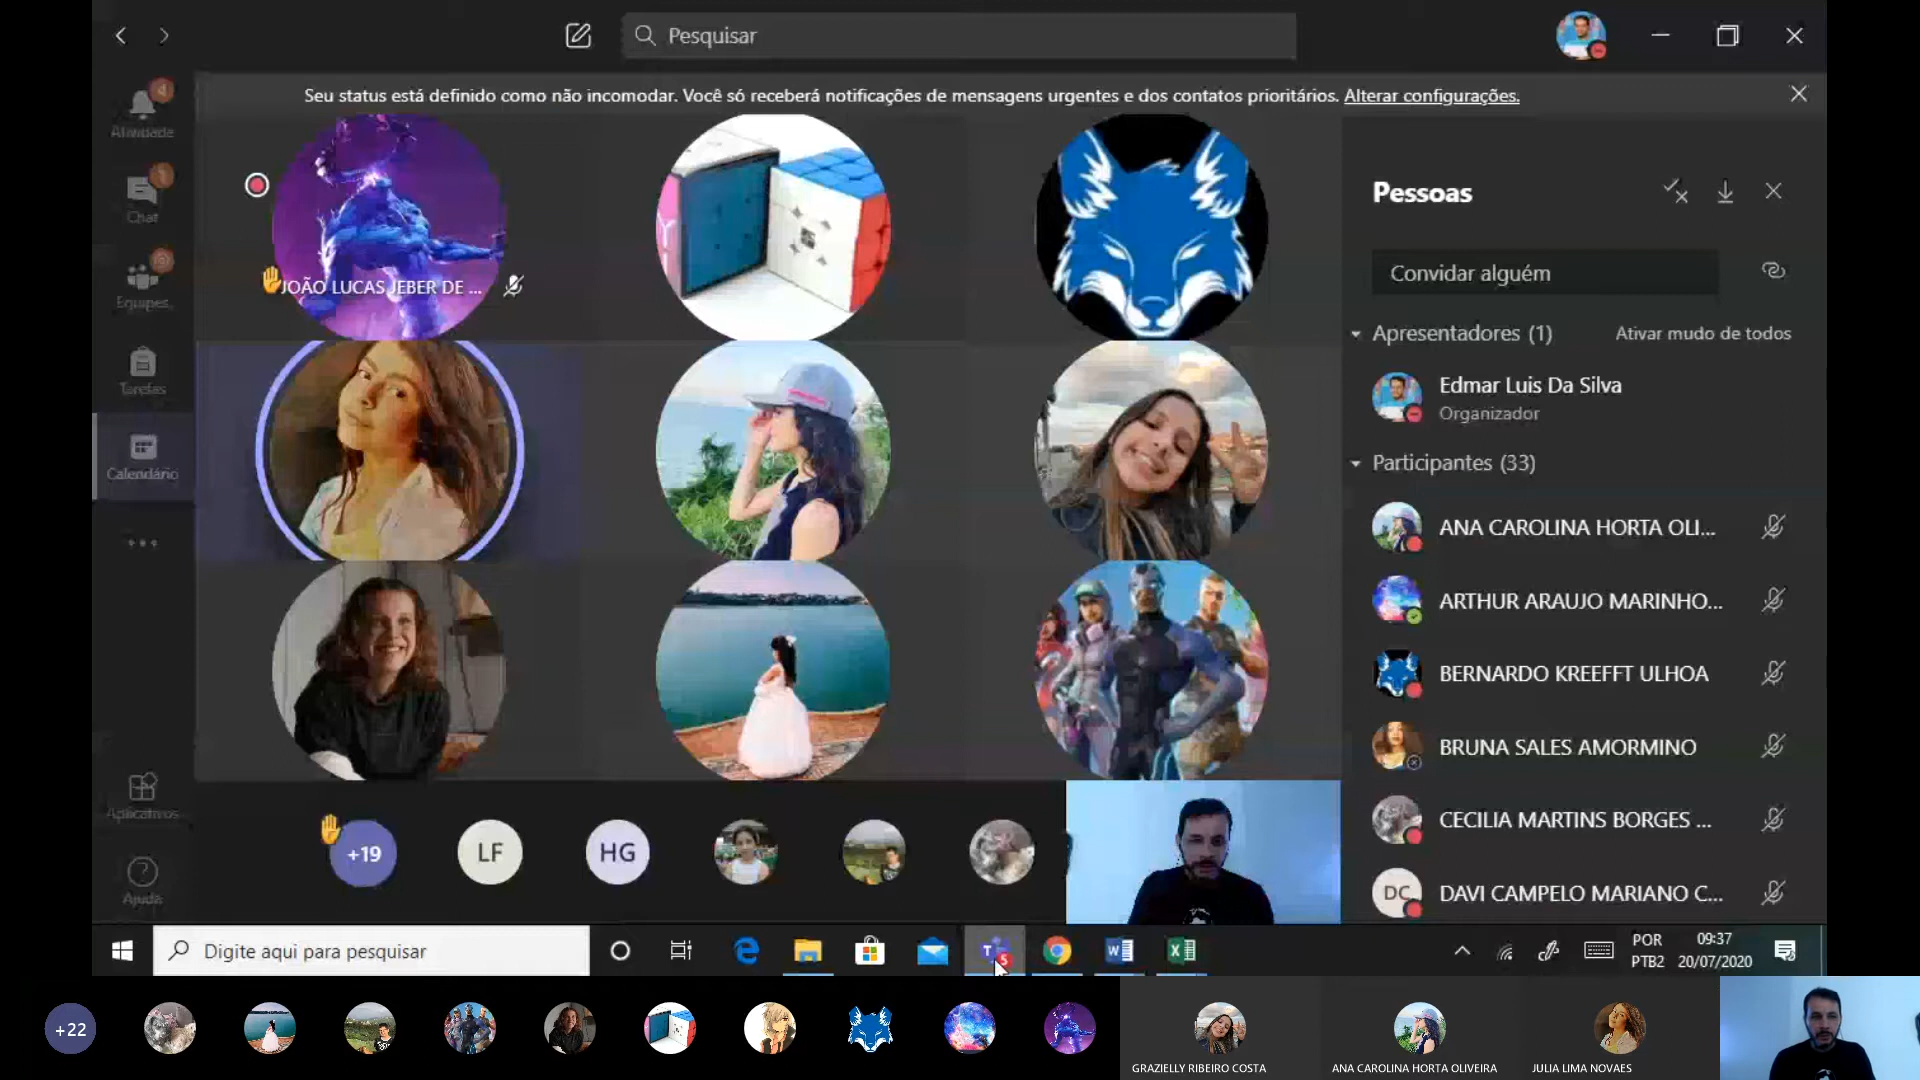 Pesquisar
Seu status está definido como não incomodar. Você só receberá notificações de mensagens urgentes e dos contatos prioritários. Alterar configurações.
4
Atividade
1
Chat
Equipes
Tarefas
Calendário
Aplicativos
Ajuda
JOÃO LUCAS JEBER DE ...
+19
LF
HG
Pessoas
Convidar alguém
Apresentadores (1)
Ativar mudo de todos
Edmar Luis Da Silva
Organizador
Participantes (33)
ANA CAROLINA HORTA OLI...
ARTHUR ARAUJO MARINHO...
BERNARDO KREEFFT ULHOA
BRUNA SALES AMORMINO
CECILIA MARTINS BORGES ...
DC
DAVI CAMPELO MARIANO C...
Digite aqui para pesquisar
T
5
W
X
POR
PTB2
09:37
20/07/2020
+22
GRAZIELLY RIBEIRO COSTA
ANA CAROLINA HORTA OLIVEIRA
JULIA LIMA NOVAES